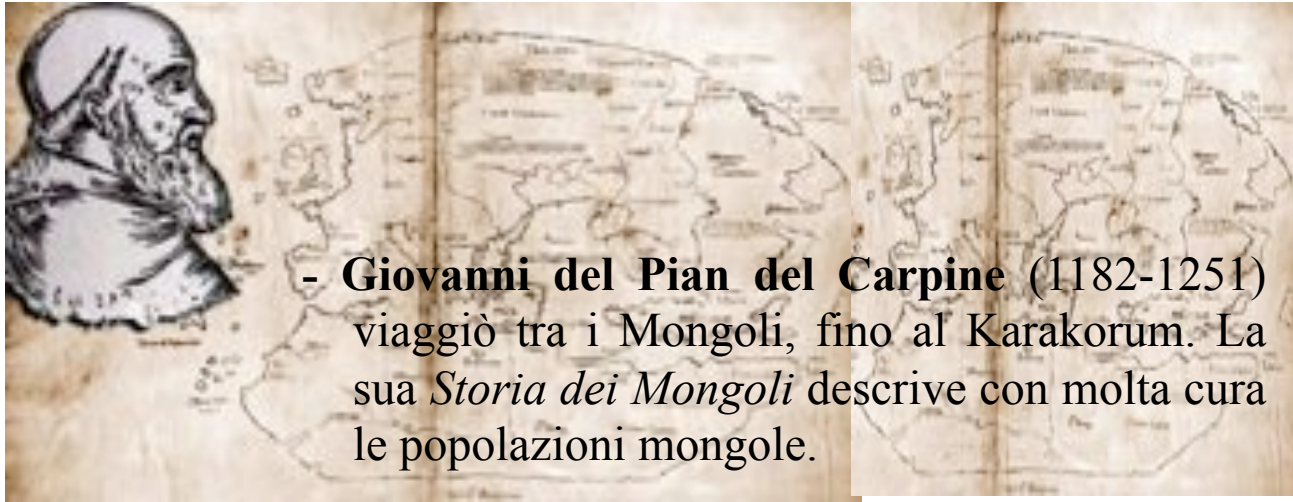 - Giovanni del Pian del Carpine (1182-1251)
viaggiò tra i Mongoli, fino al Karakorum. La
sua Storia dei Mongoli descrive con molta cura
le popolazioni mongole.